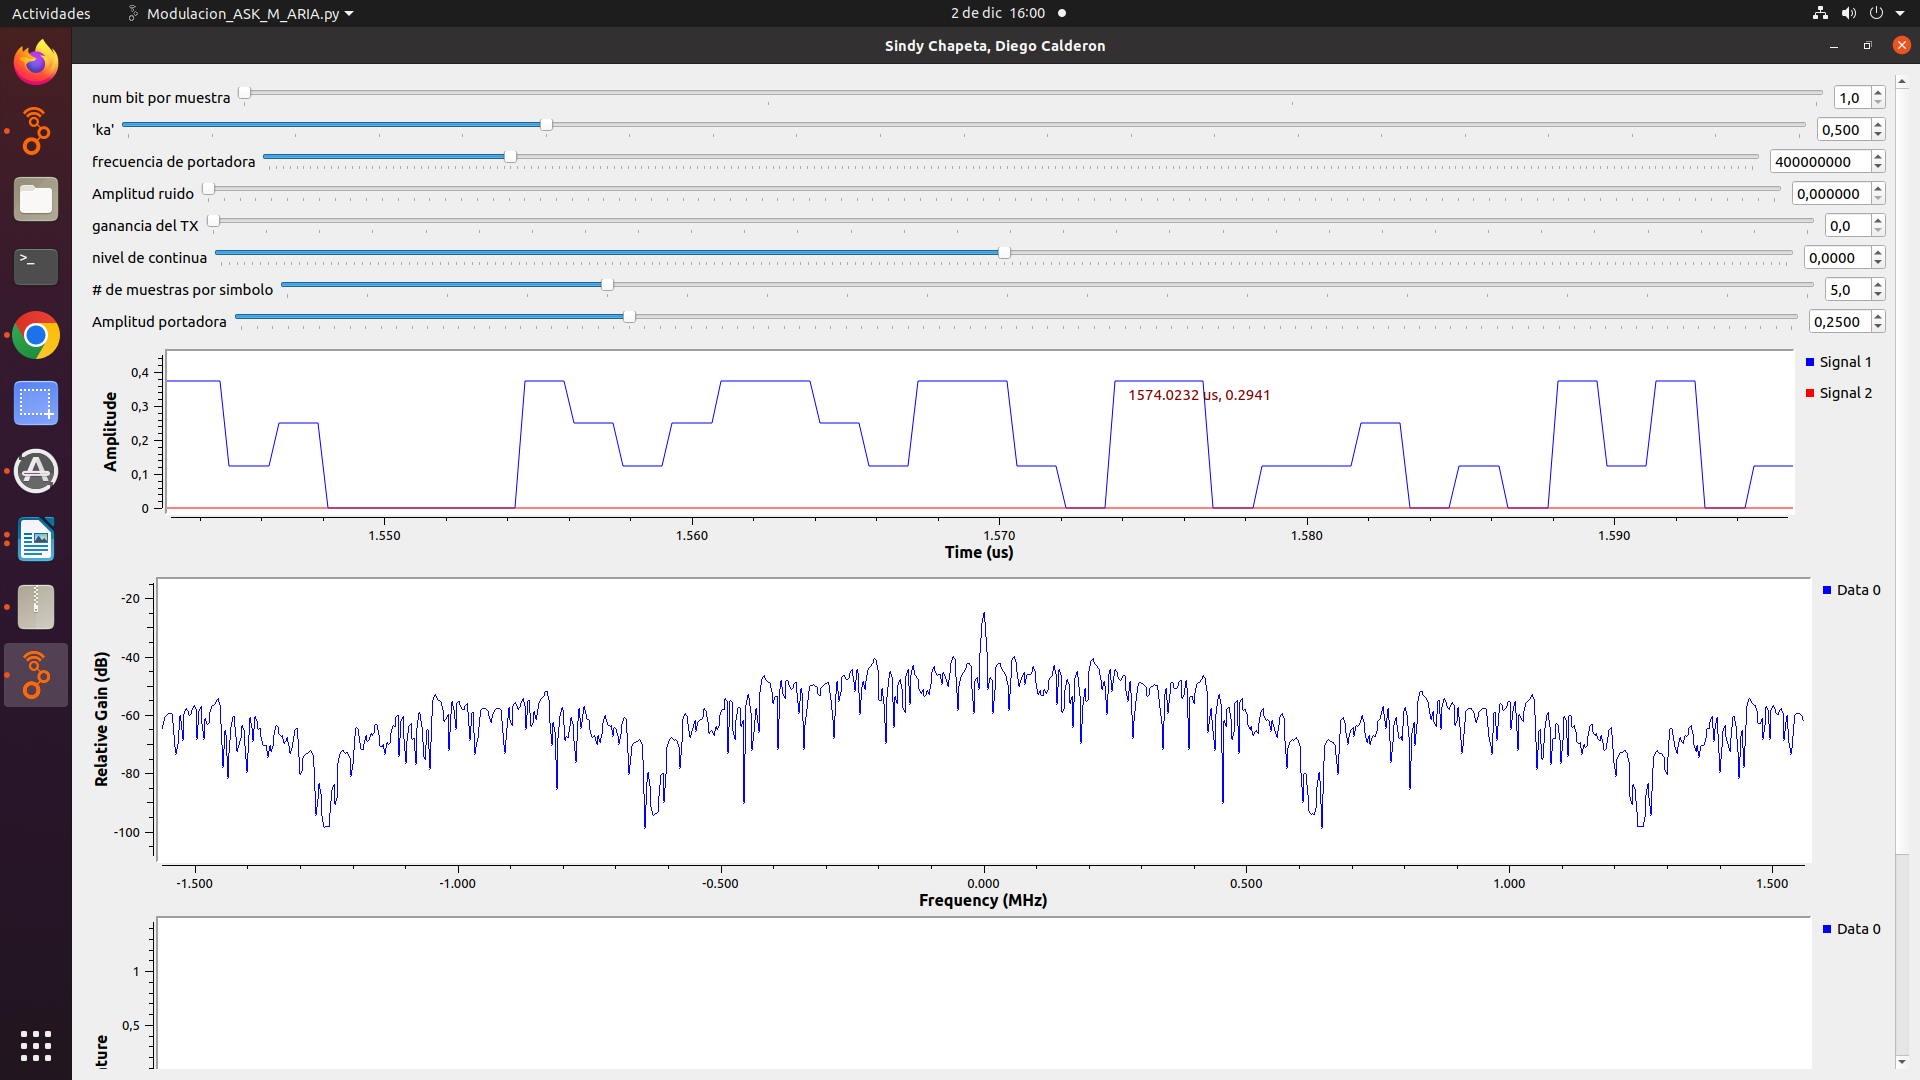 Actividades Modulacion_ASK_M_ARIA.py 2 de dic 16:00
Sindy Chapeta, Diego Calderon
num bit por muestra 1,0
'ka' 0,500
frecuencia de portadora 400000000
Amplitud ruido 0,000000
ganancia del TX 0,0
nivel de continua 0,0000
# de muestras por simbolo 5,0
Amplitud portadora 0,2500
Signal 1
Signal 2
Amplitude
0,4
0,3
0,2
0,1
0
1574.0232 us, 0.2941
1.550 1.560 1.570 1.580 1.590
Time (us)
Data 0
Relative Gain (dB)
-20
-40
-60
-80
-100
-1.500 -1.000 -0.500 0.000 0.500 1.000 1.500
Frequency (MHz)
Data 0
1
0,5
ture
>_